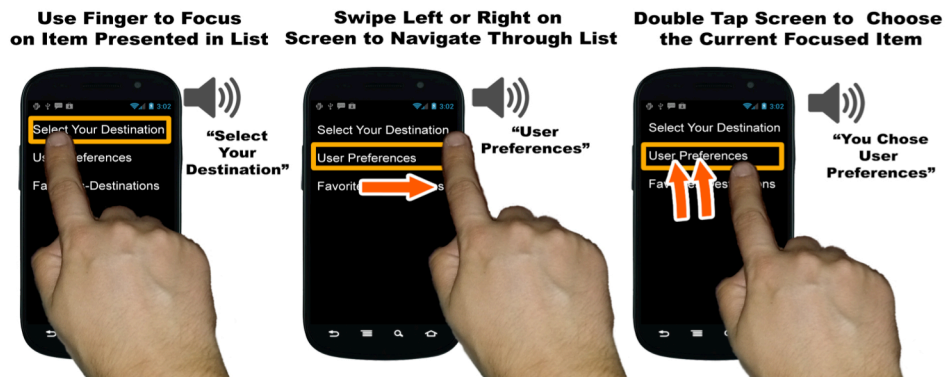 Use Finger to Focus
on Item Presented in List
3:02
Select Your Destination
"Select
Your
Destination"
Swipe Left or Right on
Screen to Navigate Through List
3:02
Select Your Destination
User Preferences
"User
Preferences"
Double Tap Screen to Choose
the Current Focused Item
3:02
Select Your Destination
User Preferences
"You Chose
User
Preferences"